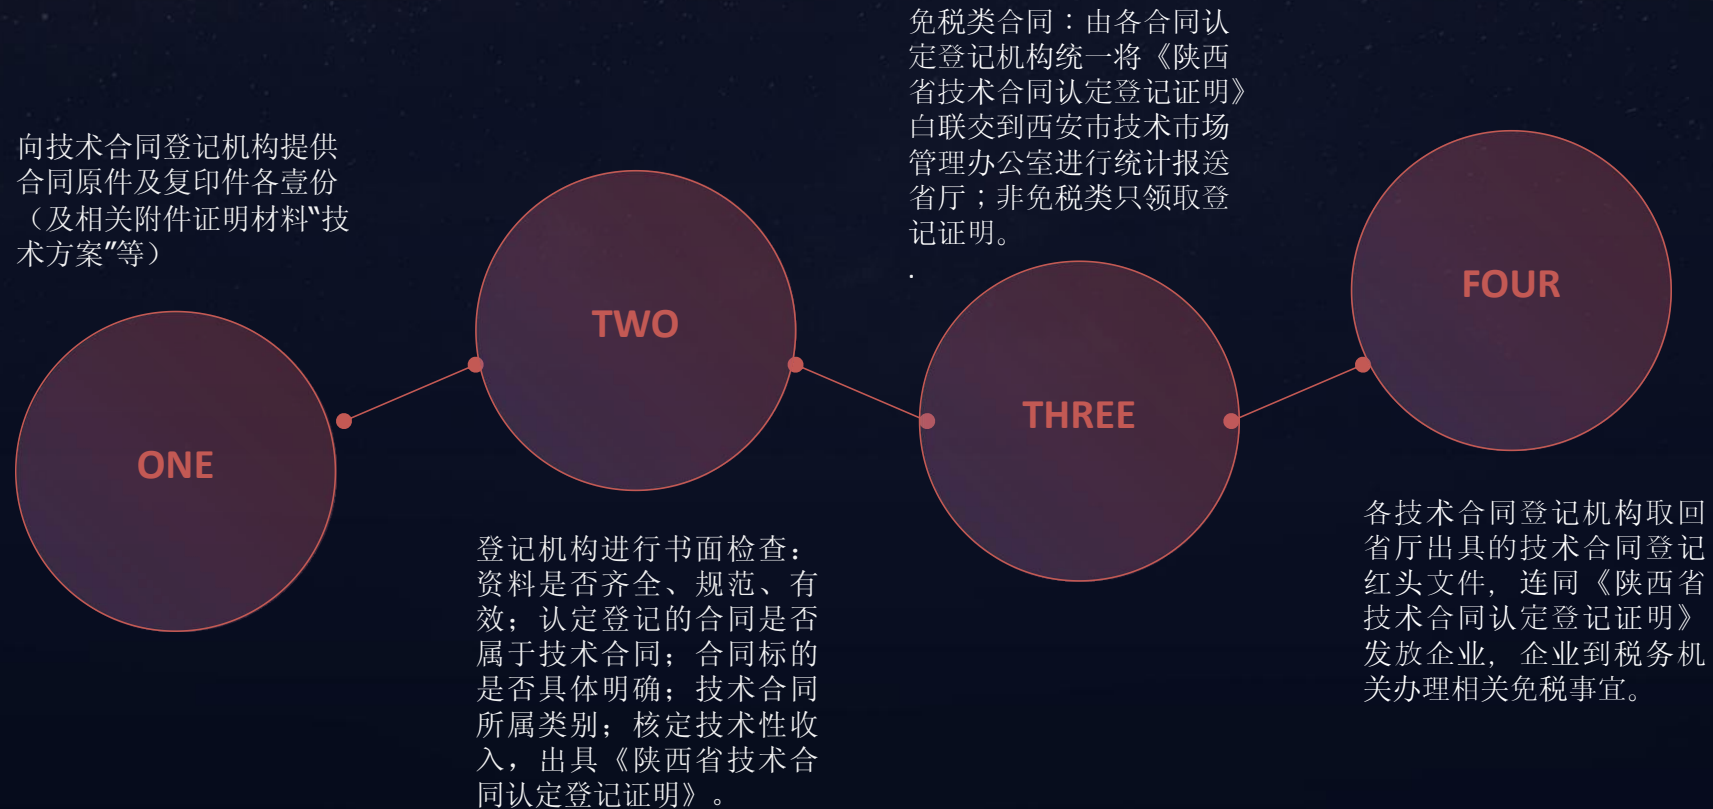 向技术合同登记机构提供
合同原件及复印件各壹份
（及相关附件证明材料“技
术方案”等）
ONE
TWO
登记机构进行书面检查：
资料是否齐全、规范、有
效；认定登记的合同是否
属于技术合同；合同标的
是否具体明确；技术合同
所属类别；核定技术性收
入，出具《陕西省技术合
同认定登记证明》。
免税类合同：由各合同认
定登记机构统一将《陕西
省技术合同认定登记证明》
白联交到西安市技术市场
管理办公室进行统计报送
省厅；非免税类只领取登
记证明。
.
THREE
FOUR
各技术合同登记机构取回
省厅出具的技术合同登记
红头文件，连同《陕西省
技术合同认定登记证明》
发放企业，企业到税务机
关办理相关免税事宜。